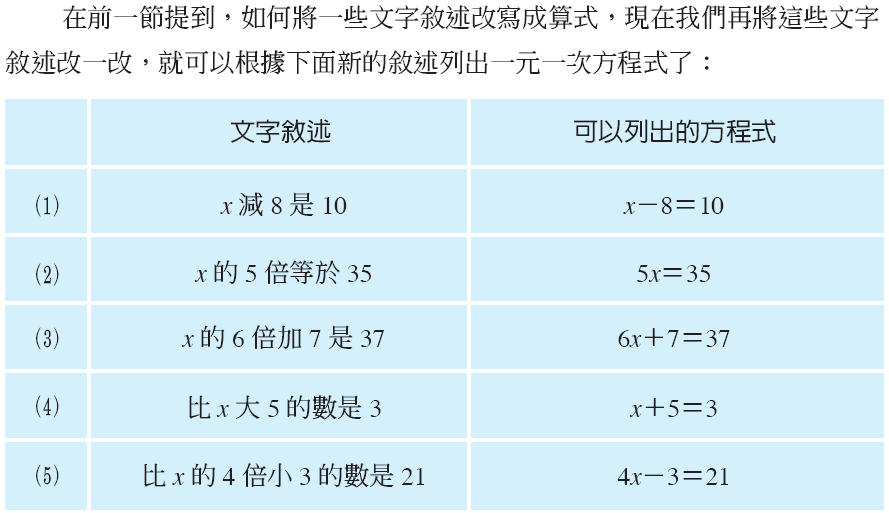 在前一節提到，如何將一些文字敘述改寫成算式，現在我們再將這些文字
敘述改一改，就可以根據下面新的敘述列出一元一次方程式了：
文字敘述 可以列出的方程式
(1) x 減 8 是 10 x－8＝10
(2) x 的 5 倍等於 35 5x＝35
(3) x 的 6 倍加 7 是 37 6x＋7＝37
(4) 比 x 大 5 的數是 3 x＋5＝3
(5) 比 x 的 4 倍小 3 的數是 21 4x－3＝21